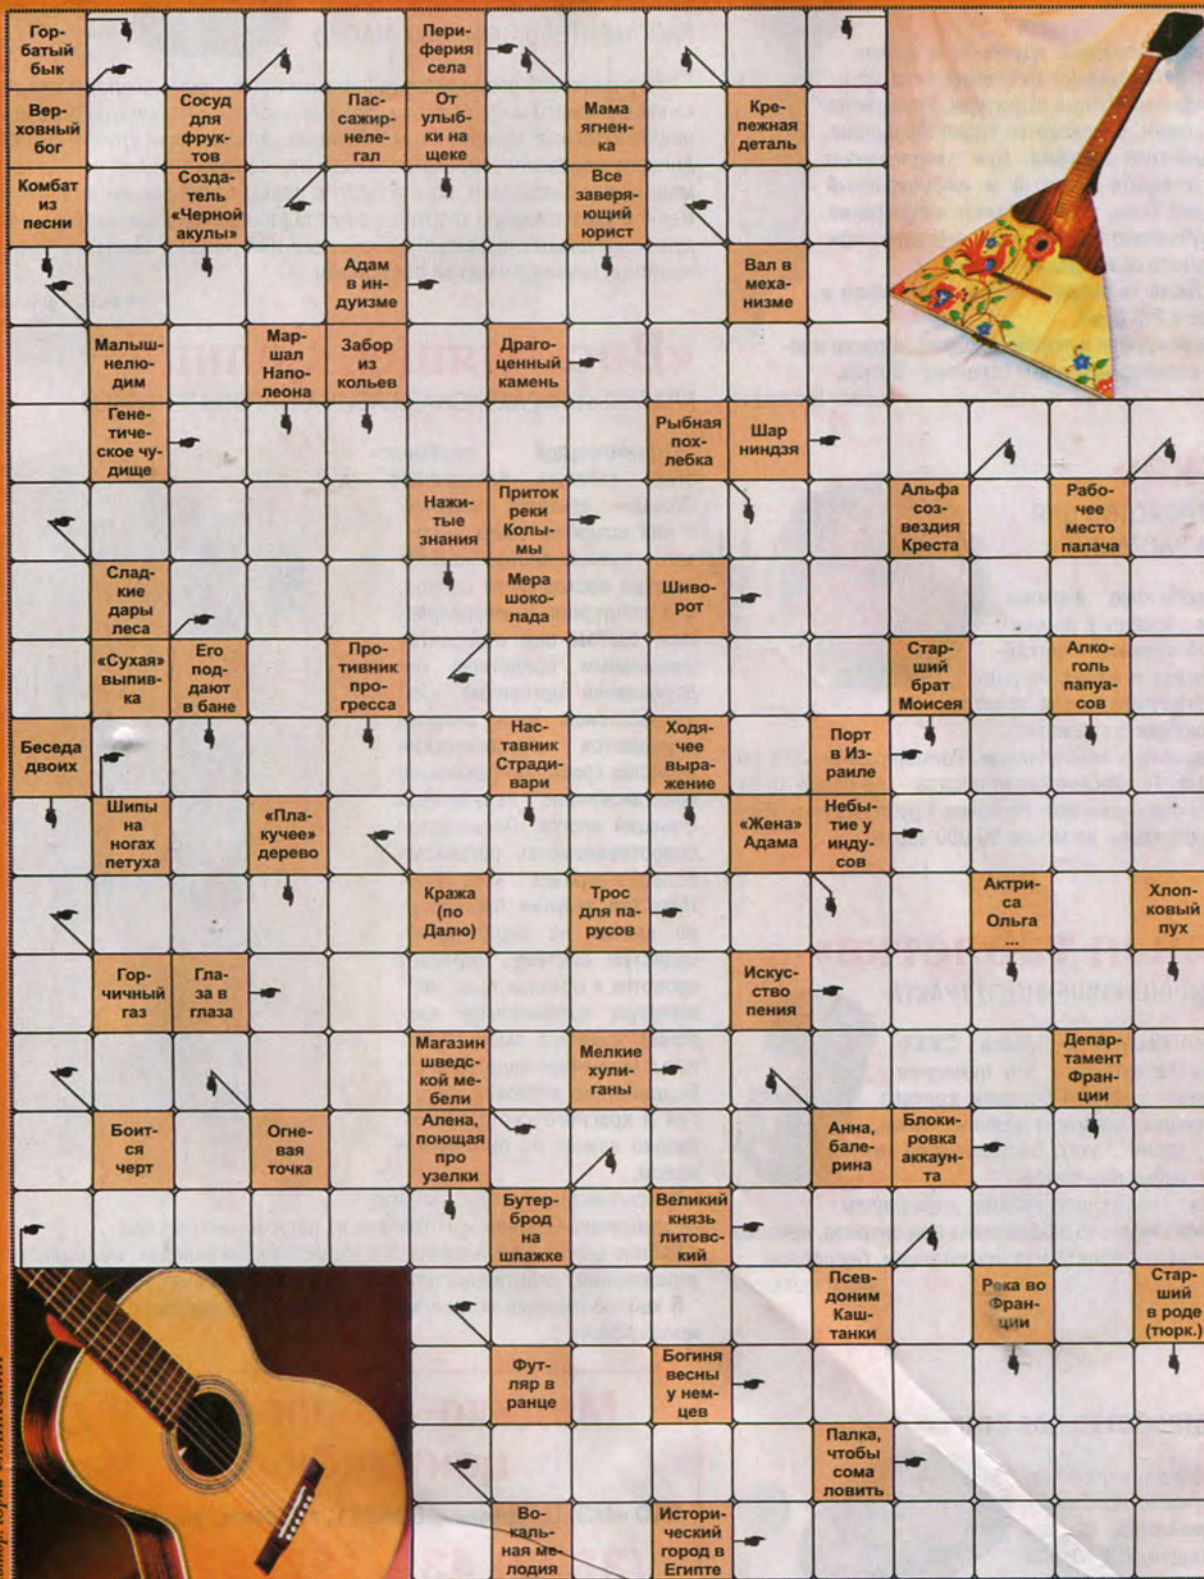 Гор-
батый
бык
Пери-
ферия
села
Вер-
ховный
бог
Сосуд
для
фрук-
тов
Пас-
сажир-
неле-
гал
От
улыб-
ки на
щеке
Мама
ягнен-
ка
Кре-
пежная
деталь
Комбат
из
песни
Созда-
тель
«Черной
акулы»
Все
заверя-
ющий
юрист
Адам
в ин-
дуизме
Вал в
меха-
низме
Малыш-
нелю-
дим
Мар-
шал
Напо-
леона
Забор
из
кольев
Драго-
ценный
камень
Гене-
тиче-
ское чу-
дище
Рыбная
пох-
лебка
Шар
ниндзя
Нажи-
тые
знания
Приток
реки
Колы-
мы
Альфа
соз-
вездия
Креста
Рабо-
чее
место
палача
Слад-
кие
дары
леса
Мера
шоко-
лада
Шиво-
рот
«Сухая»
выпив-
ка
Его
под-
дают
в бане
Про-
тивник
про-
гресса
Стар-
ший
брат
Моисея
Алко-
голь
папуа-
сов
Беседа
двоих
Нас-
тавник
Стради-
вари
Ходя-
чее
выра-
жение
Порт
в Из-
раиле
Шипы
на
ногах
петуха
«Пла-
кучее»
дерево
«Жена»
Адама
Небы-
тие у
инду-
сов
Кража
(по
Далю)
Трос
для па-
русов
Актри-
са
Ольга
...
Хлоп-
ковый
пух
Гор-
чичный
газ
Гла-
за в
глаза
Искус-
ство
пения
Магазин
шведс-
кой ме-
бели
Мелкие
хули-
ганы
Депар-
тамент
Фран-
ции
Боит-
ся
черт
Огне-
вая
точка
Алена,
поющая
про
узелки
Анна,
бале-
рина
Блоки-
ровка
аккаун-
та
Бутер-
брод
на
шпажке
Великий
князь
литов-
ский
Псев-
доним
Каш-
танки
Река во
Фран-
ции
Стар-
ший
в роде
(тюрк.)
Фут-
ляр в
ранце
Богиня
весны
у нем-
цев
Палка,
чтобы
сома
ловить
Во-
каль-
ная ме-
лодия
Истори-
ческий
город в
Египте